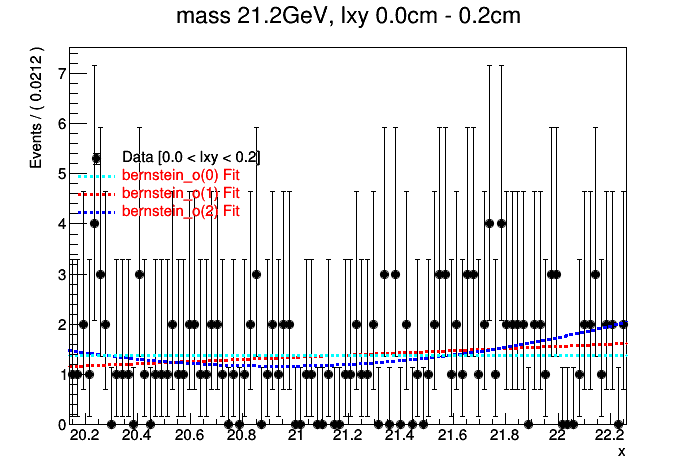 mass 21.2GeV, lxy 0.0cm - 0.2cm
Events / ( 0.0212 )
7
6
5
4
3
2
1
0
Data [0.0 < lxy < 0.2]
bernstein_o(0) Fit
bernstein_o(1) Fit
bernstein_o(2) Fit
20.2 20.4 20.6 20.8 21 21.2 21.4 21.6 21.8 22 22.2
x